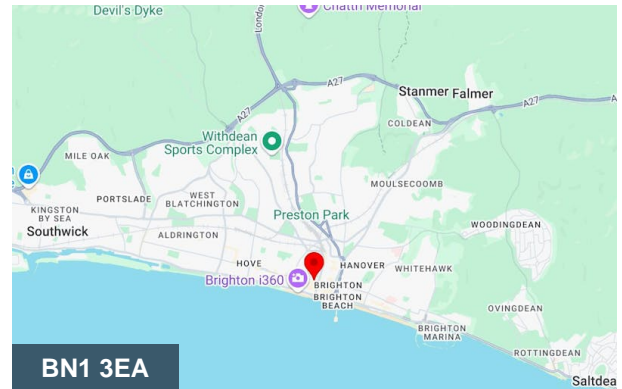 Chattri Memorial
Devil's Dyke
London
A27
A27
Stanmer Falmer
A27
A27
COLDEAN
Withdean
Sports Complex
MILE OAK
MOULSECOOMB
PORTSLADE
WEST
BLATCHINGTON
KINGSTON
BY SEA
Southwick
Preston Park
WOODINGDEAN
ALDRINGTON
HOVE
HANOVER
WHITEHAWK
Brighton i360
BRIGHTON
BRIGHTON
BEACH
OVINGDEAN
BRIGHTON
MARINA
ROTTINGDEAN
BN1 3EA
Saltdea